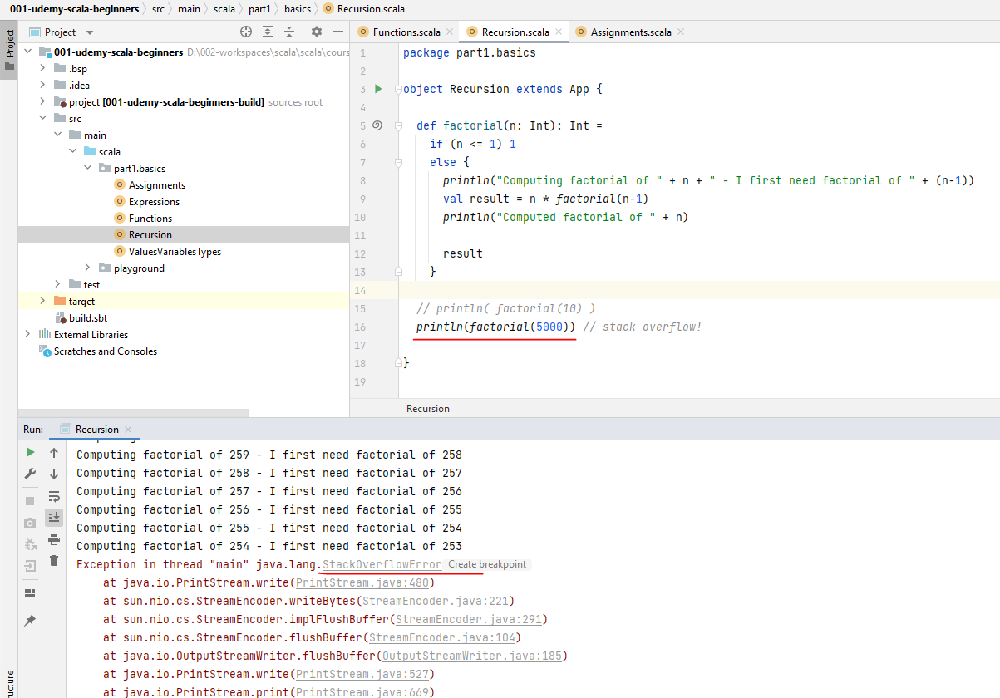 001-udemy-scala-beginners src main scala part1 basics Recursion.scala
Project
Project
Functions.scala Recursion.scala Assignments.scala
001-udemy-scala-beginners D:\002-workspaces\scala\scala\cours
.bsp
.idea
project [001-udemy-scala-beginners-build] sources root
src
main
scala
part1.basics
Assignments
Expressions
Functions
Recursion
ValuesVariablesTypes
playground
test
target
build.sbt
External Libraries
Scratches and Consoles
1 package part1.basics
2
3 object Recursion extends App {
4
5 def factorial(n: Int): Int =
6 if (n <= 1) 1
7 else {
8 println("Computing factorial of " + n + " - I first need factorial of " + (n-1))
9 val result = n * factorial(n-1)
10 println("Computed factorial of " + n)
11
12 result
13 }
14
15 // println( factorial(10) )
16 println(factorial(5000)) // stack overflow!
17
18 }
19
Recursion
Run: Recursion
Computing factorial of 259 - I first need factorial of 258
Computing factorial of 258 - I first need factorial of 257
Computing factorial of 257 - I first need factorial of 256
Computing factorial of 256 - I first need factorial of 255
Computing factorial of 255 - I first need factorial of 254
Computing factorial of 254 - I first need factorial of 253
Exception in thread "main" java.lang.StackOverflowError Create breakpoint
at java.io.PrintStream.write(PrintStream.java:480)
at sun.nio.cs.StreamEncoder.writeBytes(StreamEncoder.java:221)
at sun.nio.cs.StreamEncoder.implFlushBuffer(StreamEncoder.java:291)
at sun.nio.cs.StreamEncoder.flushBuffer(StreamEncoder.java:104)
at java.io.OutputStreamWriter.flushBuffer(OutputStreamWriter.java:185)
at java.io.PrintStream.write(PrintStream.java:527)
at java.io.PrintStream.print(PrintStream.java:669)
ructure